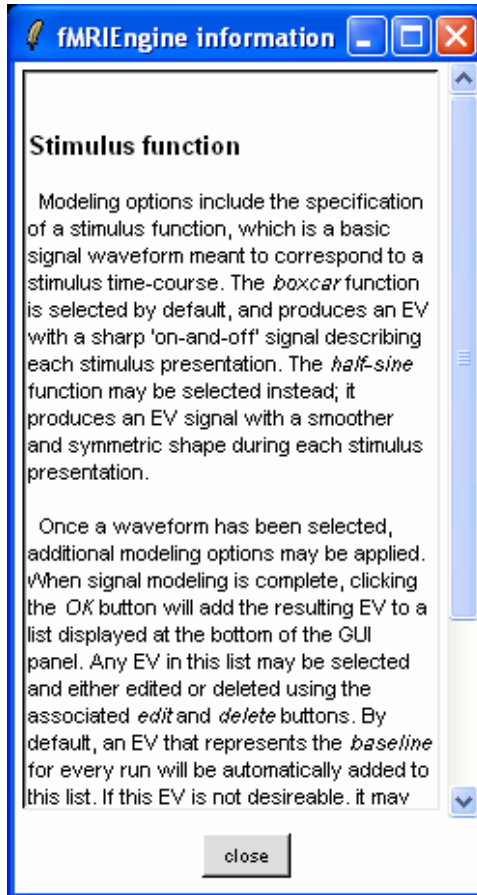 fMRIEngine information
Stimulus function
Modeling options include the specification
of a stimulus function, which is a basic
signal waveform meant to correspond to a
stimulus time-course. The boxcar function
is selected by default, and produces an EV
with a sharp 'on-and-off' signal describing
each stimulus presentation. The half-sine
function may be selected instead; it
produces an EV signal with a smoother
and symmetric shape during each stimulus
presentation.
Once a waveform has been selected,
additional modeling options may be applied.
When signal modeling is complete, clicking
the OK button will add the resulting EV to a
list displayed at the bottom of the GUI
panel. Any EV in this list may be selected
and either edited or deleted using the
associated edit and delete buttons. By
default, an EV that represents the baseline
for every run will be automatically added to
this list. If this EV is not desireable, it may
close